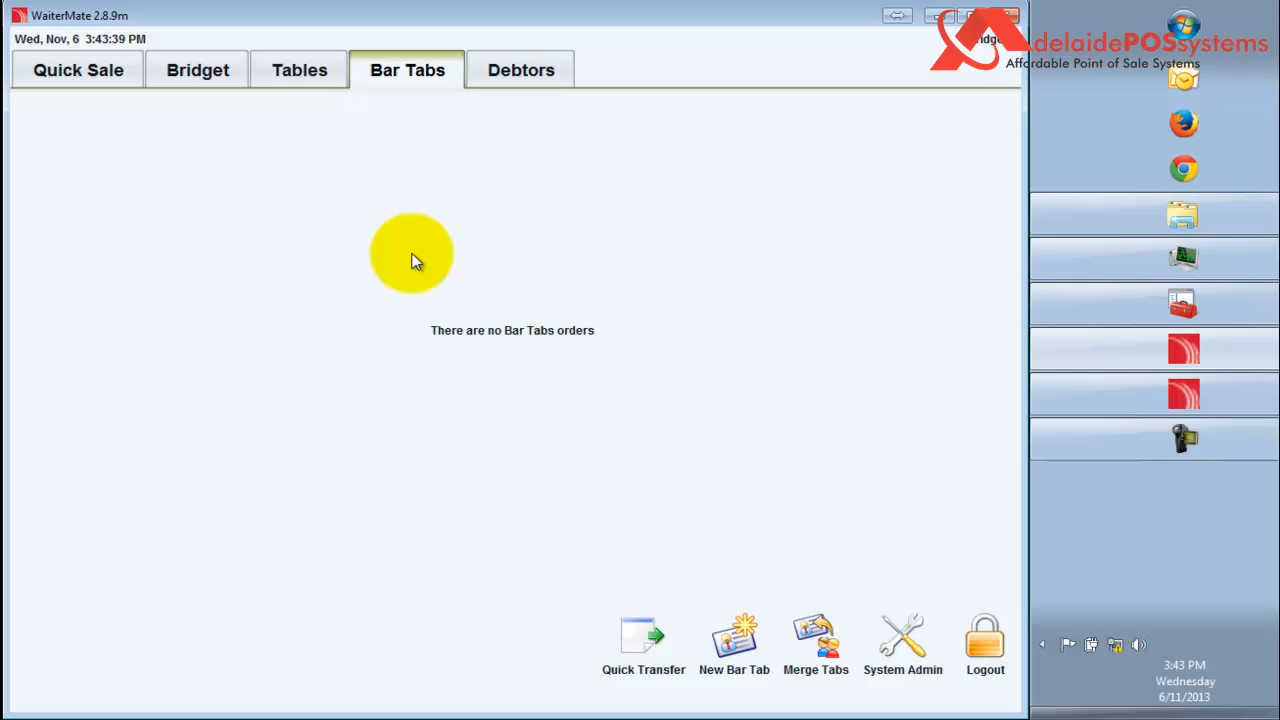 WaiterMate 2.8.9m
Wed, Nov, 6 3:43:39 PM
AdelaidePOSsystems
Affordable Point of Sale Systems
Quick Sale
Bridget
Tables
Bar Tabs
Debtors
There are no Bar Tabs orders
Quick Transfer
New Bar Tab
Merge Tabs
System Admin
Logout
3:43 PM
Wednesday
6/11/2013